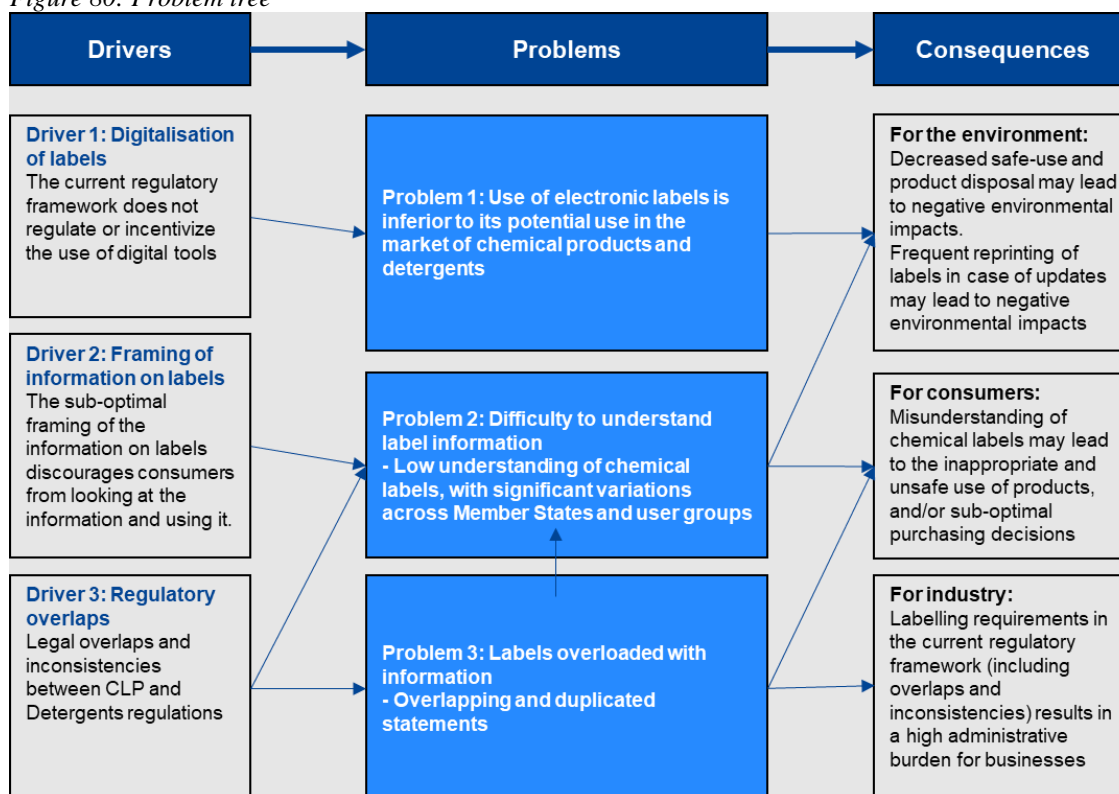 Figure 80: Problem tree
Drivers
Problems
Consequences
Driver 1: Digitalisation
of labels
The current regulatory
framework does not
regulate or incentivize
the use of digital tools
Problem 1: Use of electronic labels is
inferior to its potential use in the
market of chemical products and
detergents
For the environment:
Decreased safe-use and
product disposal may lead
to negative environmental
impacts.
Frequent reprinting of
labels in case of updates
may lead to negative
environmental impacts
Driver 2: Framing of
information on labels
The sub-optimal
framing of the
information on labels
discourages consumers
from looking at the
information and using it.
Problem 2: Difficulty to understand
label information
- Low understanding of chemical
labels, with significant variations
across Member States and user groups
For consumers:
Misunderstanding of
chemical labels may lead
to the inappropriate and
unsafe use of products,
and/or sub-optimal
purchasing decisions
Driver 3: Regulatory
overlaps
Legal overlaps and
inconsistencies
between CLP and
Detergents regulations
Problem 3: Labels overloaded with
information
- Overlapping and duplicated
statements
For industry:
Labelling requirements in
the current regulatory
framework (including
overlaps and
inconsistencies) results in
a high administrative
burden for businesses